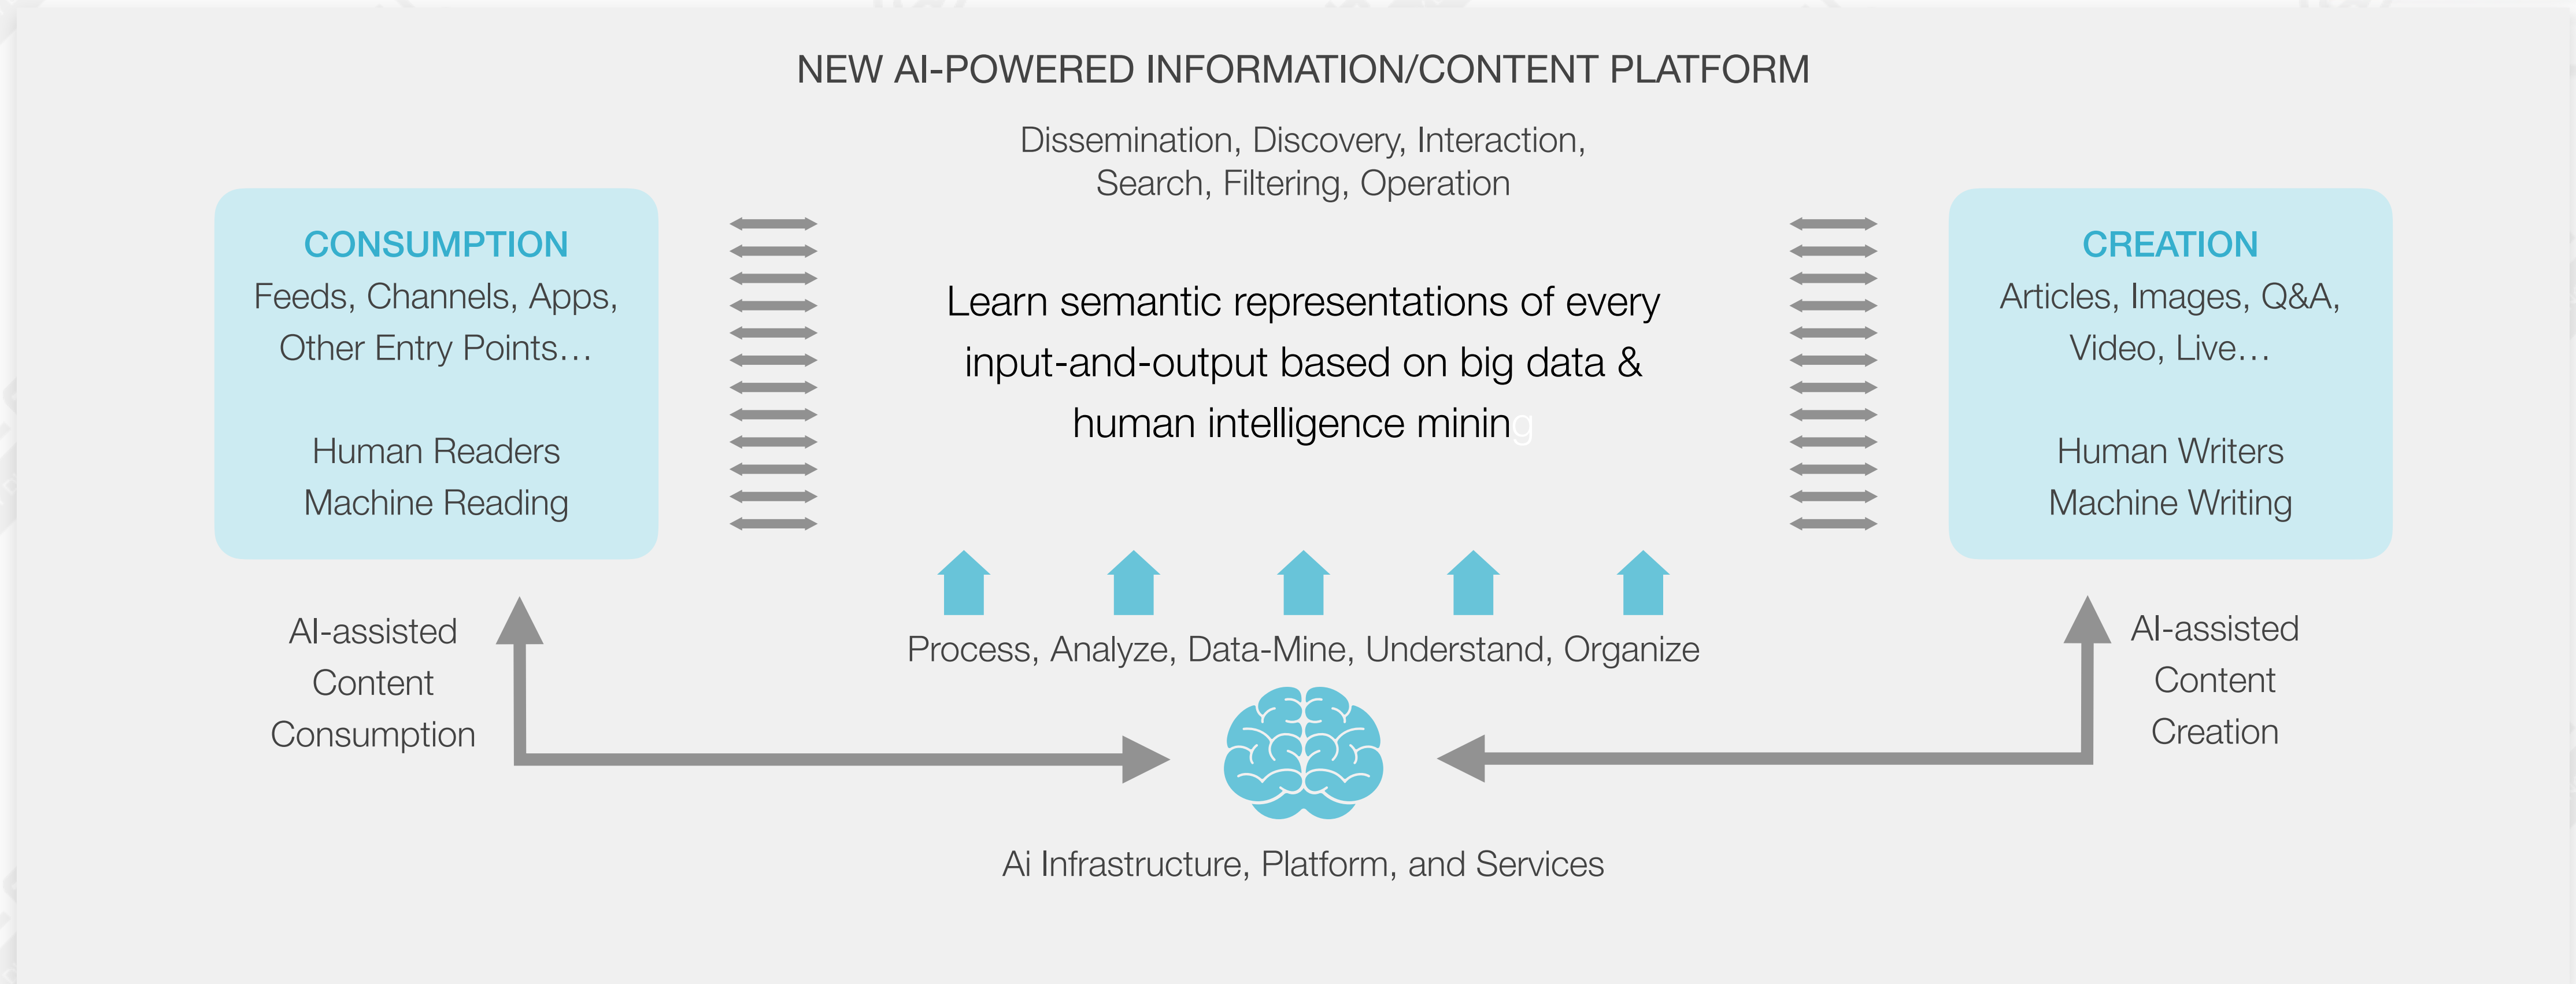 NEW AI-POWERED INFORMATION/CONTENT PLATFORM
Dissemination, Discovery, Interaction,
Search, Filtering, Operation
CONSUMPTION
Feeds, Channels, Apps,
Other Entry Points...
Human Readers
Machine Reading
Learn semantic representations of every
input-and-output based on big data &
human intelligence mining
CREATION
Articles, Images, Q&A,
Video, Live...
Human Writers
Machine Writing
Process, Analyze, Data-Mine, Understand, Organize
AI-assisted
Content
Consumption
AI-assisted
Content
Creation
Ai Infrastructure, Platform, and Services